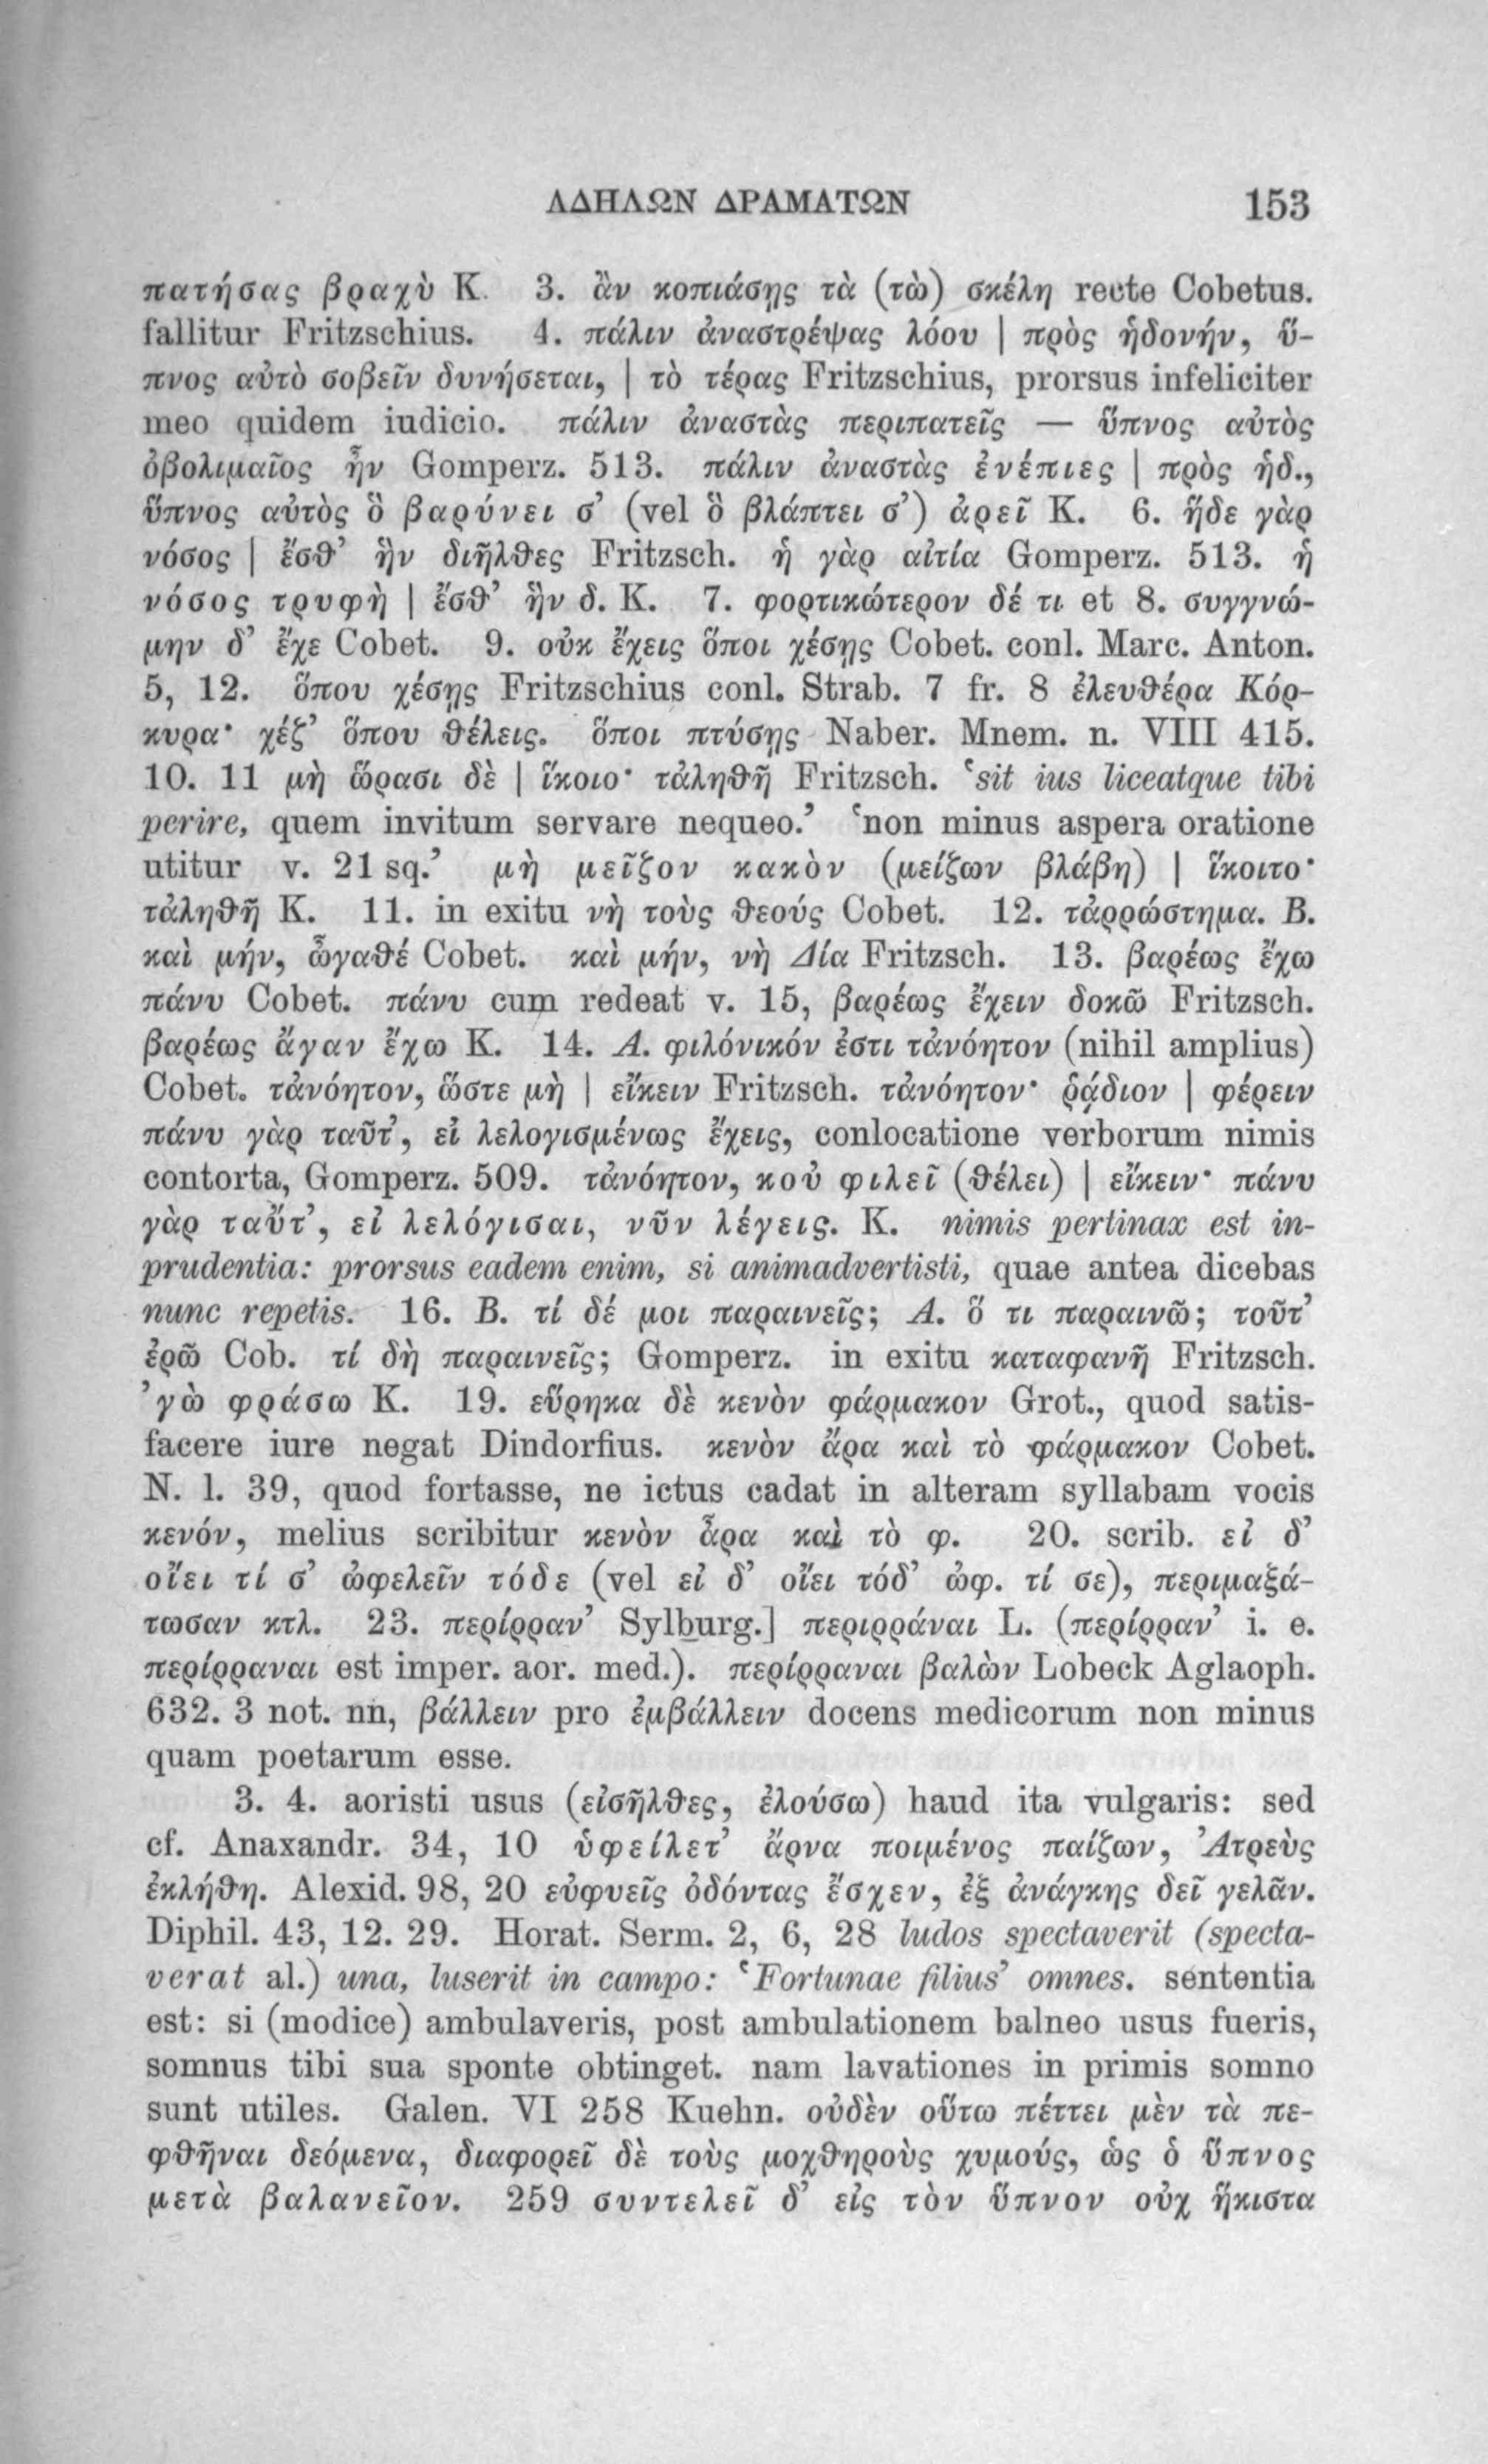 ΑΔΗΛΩΝ ΔΡΑΜΑΤΩΝ 153
πατήσας βραχὺ K. 3. ἂν κοπιάσῃς τὰ (τὼ) σκέλη recte Cobetus.
fallitur Fritzschius. 4. πάλιν ἀναστρέψας λόου | πρὸς ἡδονήν, ὕ-
πνος αὐτὸ σοβεῖν δυνήσεται, | τὸ τέρας Fritzschius, prorsus infeliciter
meo quidem iudicio. πάλιν ἀναστὰς περιπατεῖς — ὕπνος αὐτὸς
ὀβολιμαῖος ἦν Gomperz. 513. πάλιν ἀναστὰς ἐνέπιες | πρὸς ἡδ.,
ὕπνος αὐτὸς ὃ βαρύνει σ’ (vel ὃ βλάπτει σ’) ἀρεῖ K. 6. ἥδε γὰρ
νόσος | ἔσθ’ ἣν διῆλθες Fritzsch. ἡ γὰρ αἰτία Gomperz. 513. ἡ
νόσος τρυφὴ | ἔσθ’ ἣν δ. K. 7. φορτικώτερον δέ τι et 8. συγγνώ-
μην δ’ ἔχε Cobet. 9. οὐκ ἔχεις ὅποι χέσῃς Cobet. conl. Marc. Anton.
5, 12. ὅπου χέσῃς Fritzschius conl. Strab. 7 fr. 8 ἐλευθέρα Κόρ-
κυρα· χέζ’ ὅπου θέλεις. ὅποι πτύσῃς Naber. Mnem. n. VIII 415.
10. 11 μὴ ὥρασι δὲ | ἵκοιο· τἀληθῆ Fritzsch. ‘sit ius liceatque tibi
perire, quem invitum servare nequeo.’ ‘non minus aspera oratione
utitur v. 21 sq.’ μὴ μεῖζον κακὸν (μείζων βλάβη) | ἵκοιτο·
τἀληθῆ K. 11. in exitu νὴ τοὺς θεούς Cobet. 12. τἀρρώστημα. B.
καὶ μήν, ὦγαθέ Cobet. καὶ μήν, νὴ Δία Fritzsch. 13. βαρέως ἔχω
πάνυ Cobet. πάνυ cum redeat v. 15, βαρέως ἔχειν δοκῶ Fritzsch.
βαρέως ἄγαν ἔχω K. 14. A. φιλόνικόν ἐστι τἀνόητον (nihil amplius)
Cobet. τἀνόητον, ὥστε μὴ | εἴκειν Fritzsch. τἀνόητον· ῥᾴδιον | φέρειν
πάνυ γὰρ ταῦτ’, εἰ λελογισμένως ἔχεις, conlocatione verborum nimis
contorta, Gomperz. 509. τἀνόητον, κοὐ φιλεῖ (θέλει) | εἴκειν· πάνυ
γὰρ ταὔτ’, εἰ λελόγισαι, νῦν λέγεις. K. nimis pertinax est in-
prudentia: prorsus eadem enim, si animadvertisti, quae antea dicebas
nunc repetis. 16. B. τί δέ μοι παραινεῖς; A. ὅ τι παραινῶ; τοῦτ’
ἐρῶ Cob. τί δὴ παραινεῖς; Gomperz. in exitu καταφανῆ Fritzsch.
’γὼ φράσω K. 19. εὕρηκα δὲ κενὸν φάρμακον Grot., quod satis-
facere iure negat Dindorfius. κενὸν ἄρα καὶ τὸ φάρμακον Cobet.
N. l. 39, quod fortasse, ne ictus cadat in alteram syllabam vocis
κενόν, melius scribitur κενὸν ἆρα καὶ τὸ φ. 20. scrib. εἰ δ’
οἴει τί σ’ ὠφελεῖν τόδε (vel εἰ δ’ οἴει τόδ’ ὠφ. τί σε), περιμαξά-
τωσαν κτλ. 23. περίρραν’ Sylburg.] περιρράναι L. (περίρραν’ i. e.
περίρραναι est imper. aor. med.). περίρραναι βαλὼν Lobeck Aglaoph.
632. 3 not. nn, βάλλειν pro ἐμβάλλειν docens medicorum non minus
quam poetarum esse.
3. 4. aoristi usus (εἰσῆλθες, ἐλούσω) haud ita vulgaris: sed
cf. Anaxandr. 34, 10 ὑφείλετ’ ἄρνα ποιμένος παίζων, Ἀτρεὺς
ἐκλήθη. Alexid. 98, 20 εὐφυεῖς ὀδόντας ἔσχεν, ἐξ ἀνάγκης δεῖ γελᾶν.
Diphil. 43, 12. 29. Horat. Serm. 2, 6, 28 ludos spectaverit (specta-
verat al.) una, luserit in campo: ‘Fortunae filius’ omnes. sententia
est: si (modice) ambulaveris, post ambulationem balneo usus fueris,
somnus tibi sua sponte obtinget. nam lavationes in primis somno
sunt utiles. Galen. VI 258 Kuehn. οὐδὲν οὕτω πέττει μὲν τὰ πε-
φθῆναι δεόμενα, διαφορεῖ δὲ τοὺς μοχθηροὺς χυμούς, ὡς ὁ ὕπνος
μετὰ βαλανεῖον. 259 συντελεῖ δ’ εἰς τὸν ὕπνον οὐχ ἥκιστα